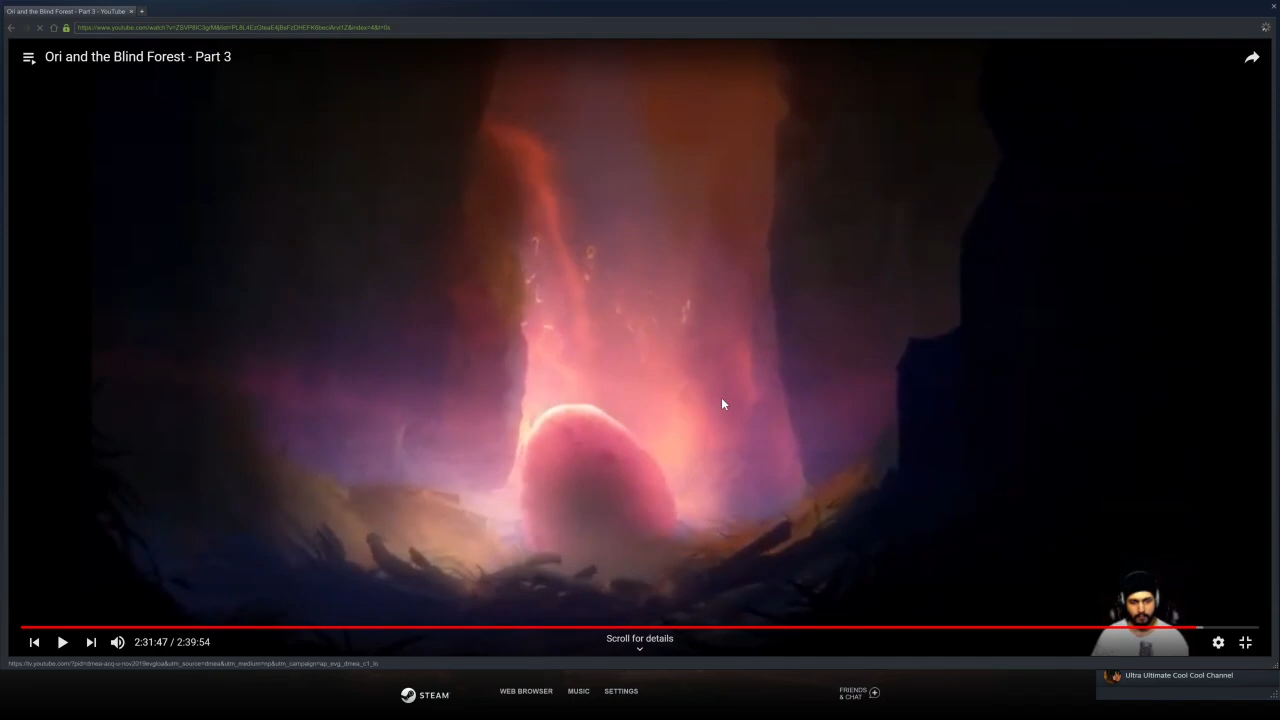 Ori and the Blind Forest - Part 3 - YouTube
Ori and the Blind Forest - Part 3
2:31:47 / 2:39:54
Scroll for details
Ultra Ultimate Cool Cool Channel
STEAM
WEB BROWSER
MUSIC
SETTINGS
FRIENDS
& CHAT